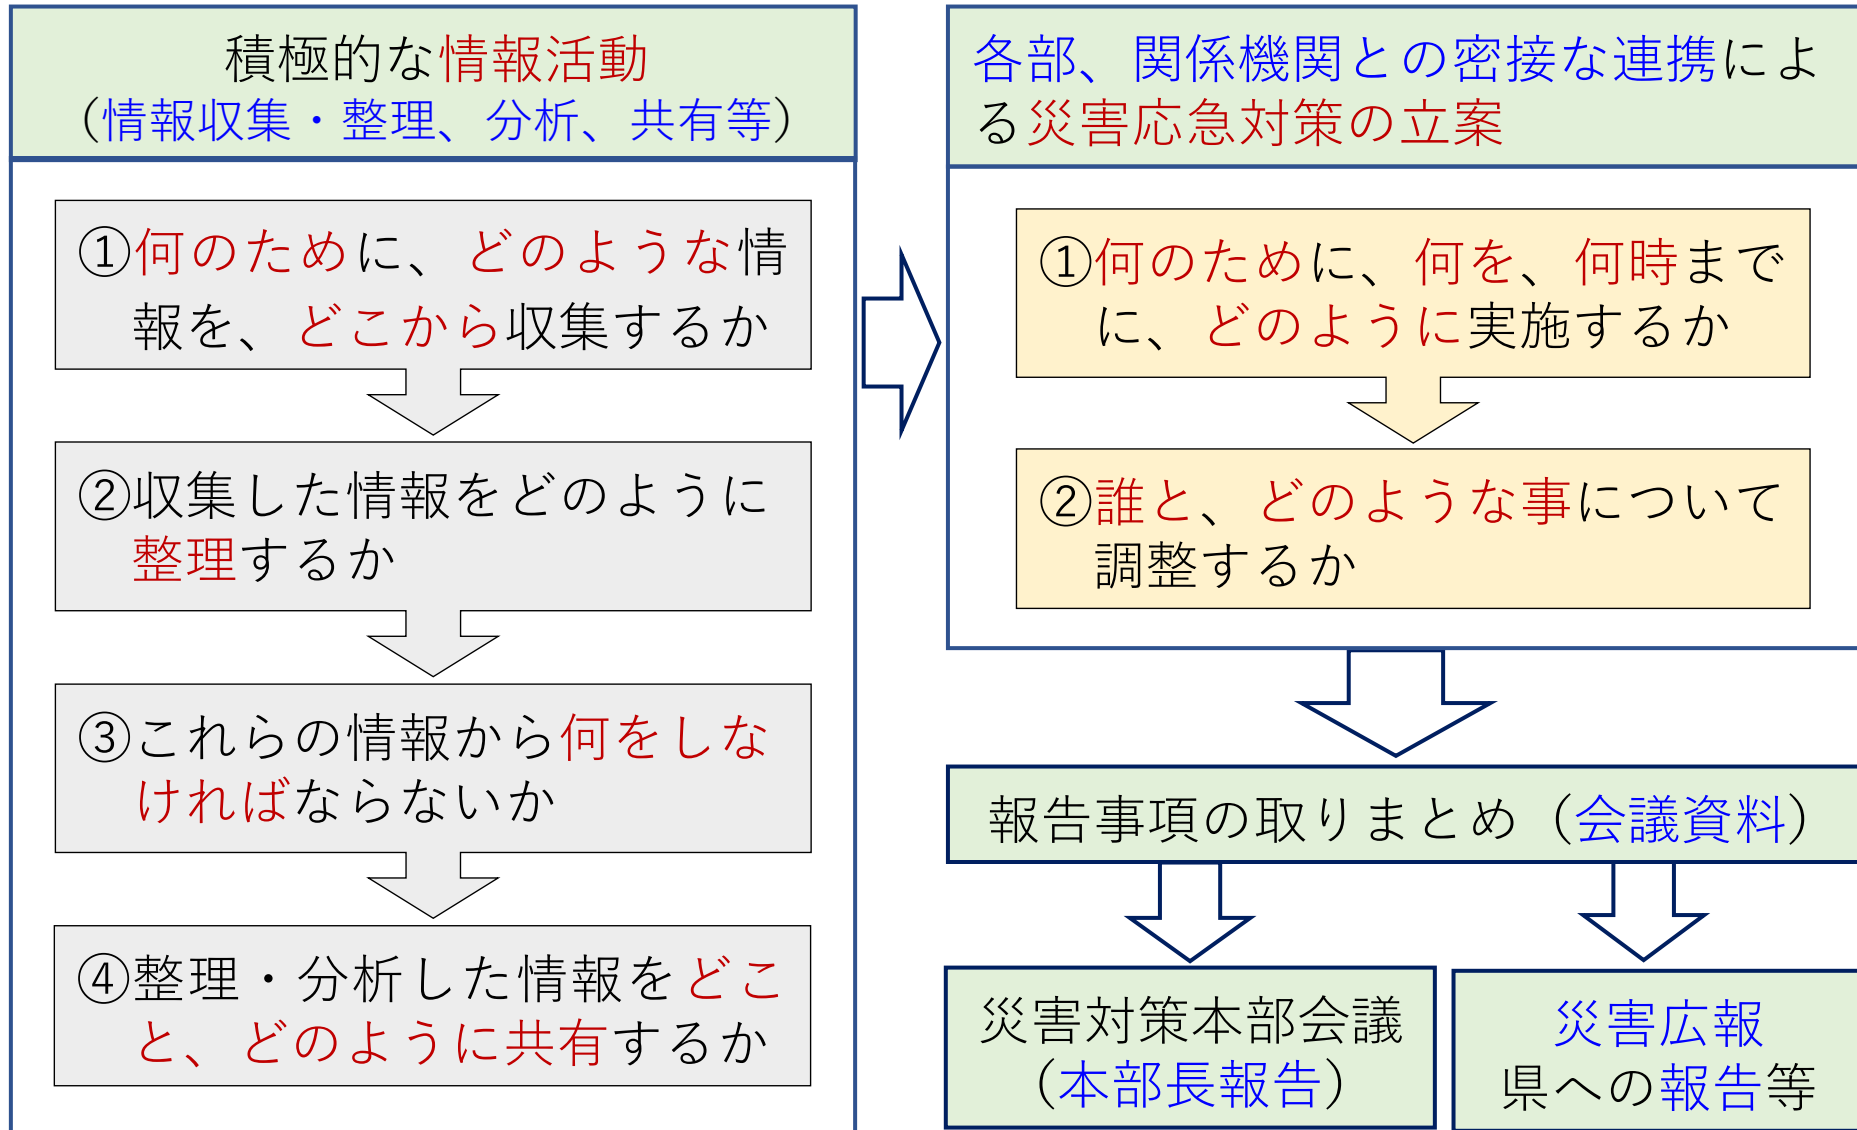 積極的な情報活動
（情報収集・整理、分析、共有等）
①何のために、どのような情
報を、どこから収集するか
②収集した情報をどのように
整理するか
③これらの情報から何をしな
ければならないか
④整理・分析した情報をどこ
と、どのように共有するか
各部、関係機関との密接な連携によ
る災害応急対策の立案
①何のために、何を、何時まで
に、どのように実施するか
②誰と、どのような事について
調整するか
報告事項の取りまとめ（会議資料）
災害対策本部会議
（本部長報告）
災害広報
県への報告等